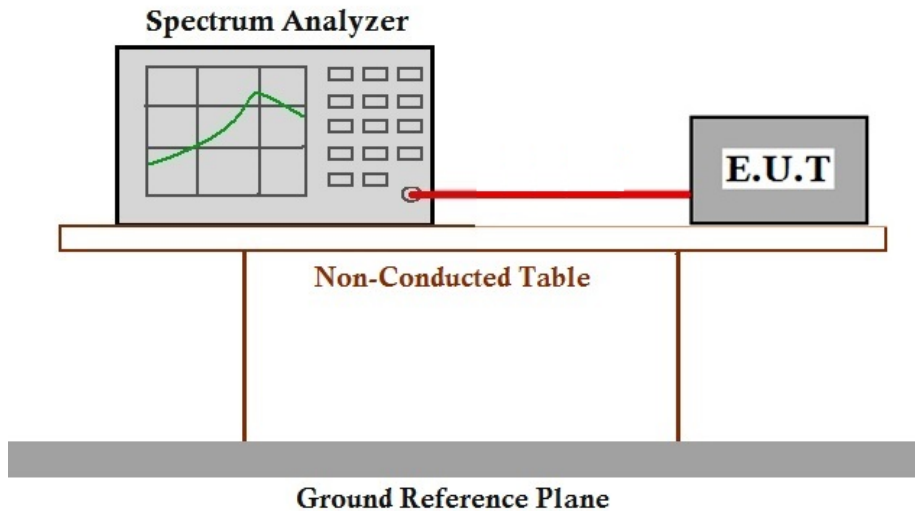 Spectrum Analyzer
E.U.T
Non-Conducted Table
Ground Reference Plane